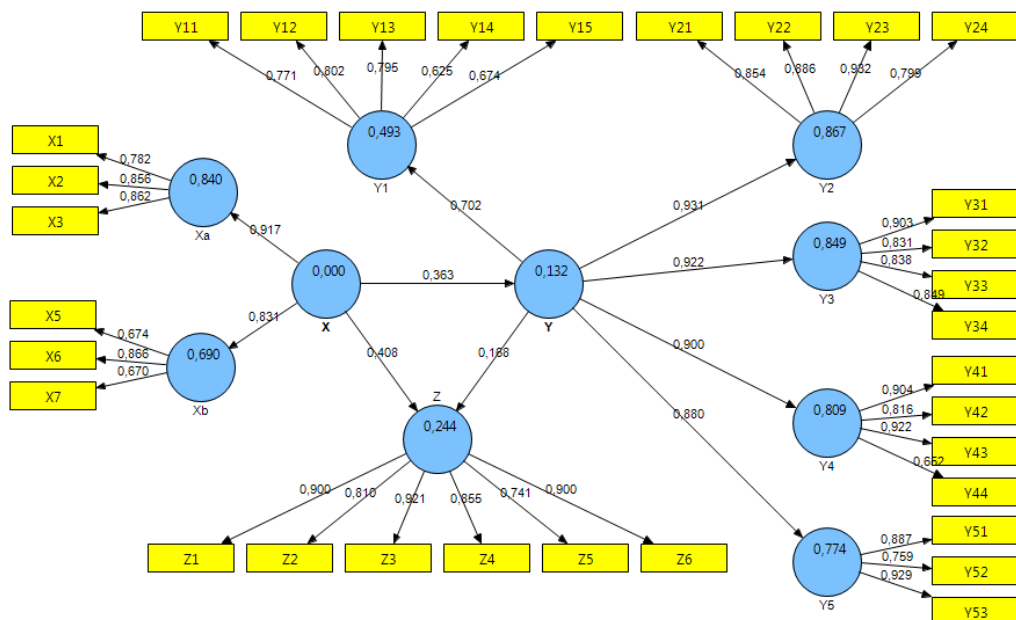 Y11
Y12
Y13
Y14
Y15
Y21
Y22
Y23
Y24
0,771
0,802
0,795
0,625
0,674
0,854
0,886
0,932
0,799
0,493
Y1
0,867
Y2
X1
X2
X3
0,782
0,856
0,862
0,840
Xa
0,917
0,702
0,931
Y31
Y32
Y33
Y34
0,903
0,831
0,838
0,849
0,849
Y3
0,000
X
0,363
0,132
Y
0,922
X5
X6
X7
0,674
0,866
0,670
0,690
Xb
0,831
0,408
0,168
0,900
0,880
Z
0,244
Y41
Y42
Y43
Y44
0,904
0,816
0,922
0,652
0,809
Y4
0,900
0,810
0,921
0,855
0,741
0,900
Z1
Z2
Z3
Z4
Z5
Z6
Y51
Y52
Y53
0,887
0,759
0,929
0,774
Y5